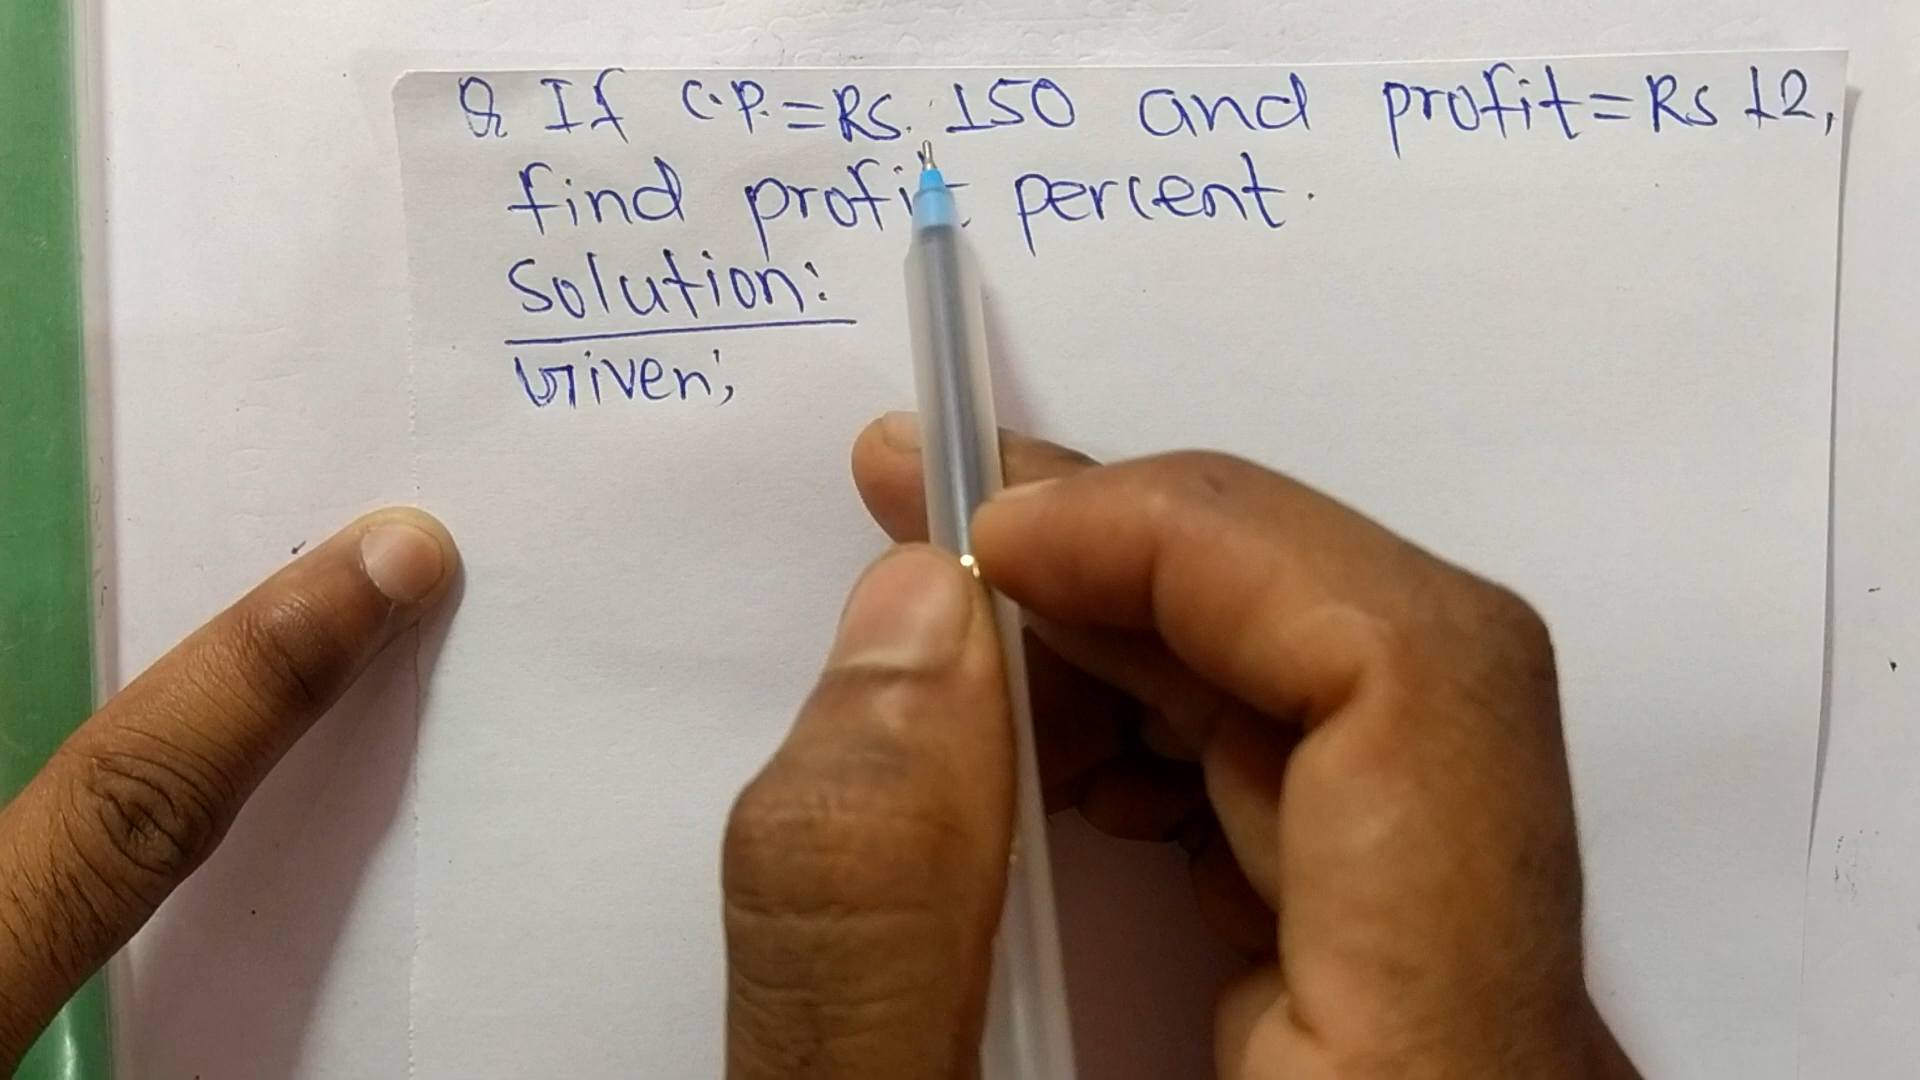 Q If C.P. = Rs. 150 and profit = Rs 12,
find profit percent.
Solution:
Given;